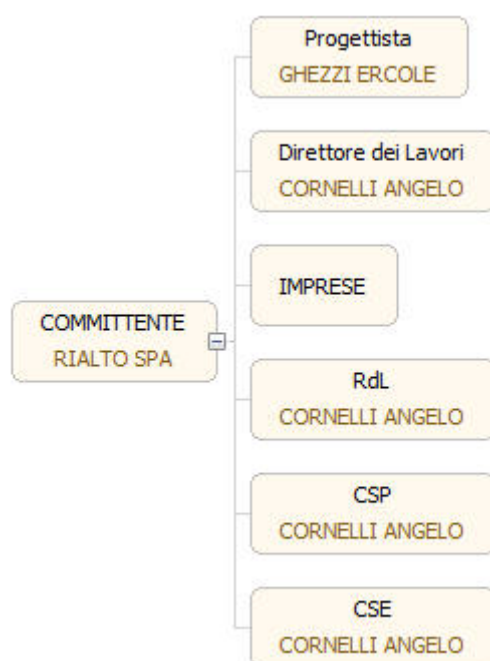 Progettista
GHEZZI ERCOLE
Direttore dei Lavori
CORNELLI ANGELO
IMPRESE
COMMITTENTE
RIALTO SPA
RdL
CORNELLI ANGELO
CSP
CORNELLI ANGELO
CSE
CORNELLI ANGELO